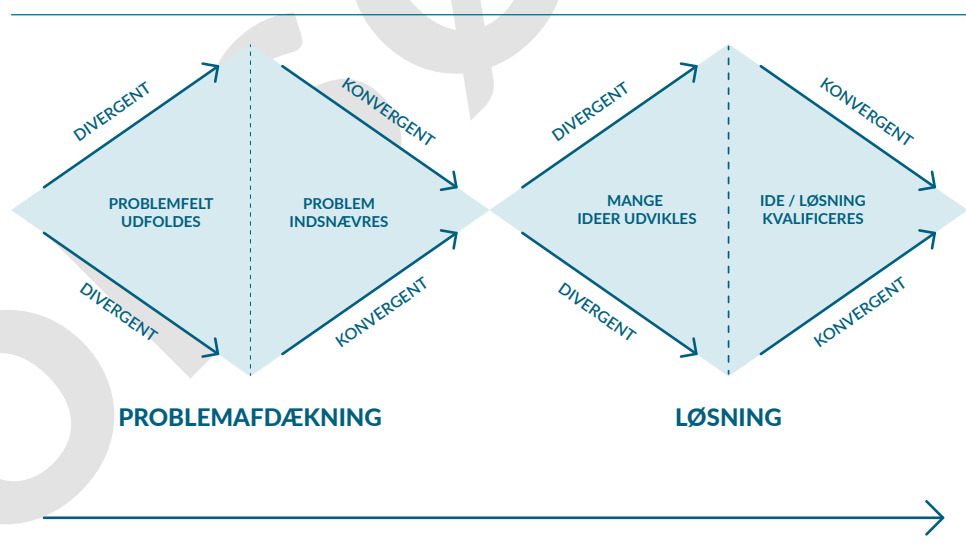 DIVERGENT
KONVERGENT
DIVERGENT
KONVERGENT
PROBLEMFELT
UDFOLDES
PROBLEM
INDSNÆVRES
MANGE
IDEER UDVIKLES
IDE / LØSNING
KVALIFICERES
DIVERGENT
KONVERGENT
DIVERGENT
KONVERGENT
PROBLEMAFDÆKNING
LØSNING